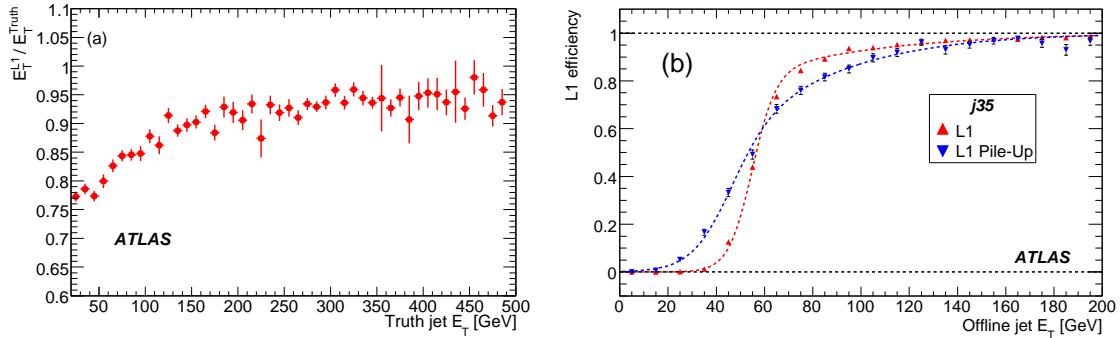 E_T^L1 / E_T^Truth
1.1
1.05
1
0.95
0.9
0.85
0.8
0.75
0.7
0.65
0.6
(a)
ATLAS
50 100 150 200 250 300 350 400 450 500
Truth jet E_T [GeV]
L1 efficiency
1
0.8
0.6
0.4
0.2
0
(b)
j35
L1
L1 Pile-Up
ATLAS
0 20 40 60 80 100 120 140 160 180 200
Offline jet E_T [GeV]